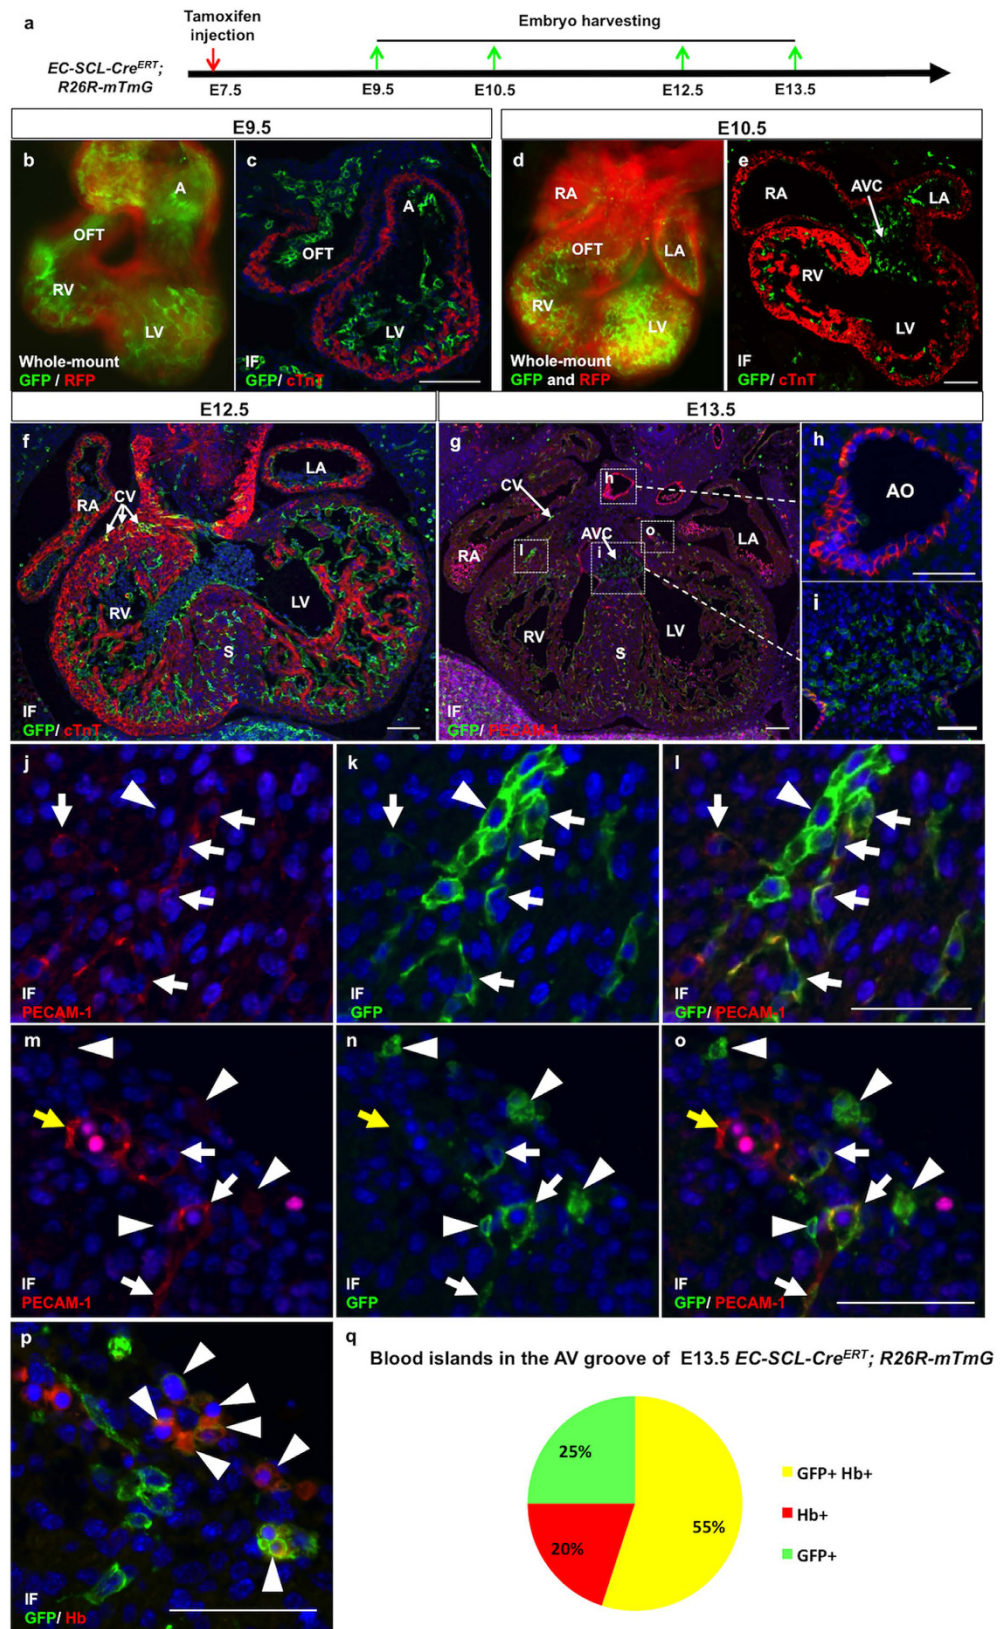 a
Tamoxifen
injection
Embryo harvesting
EC-SCL-CreERT;
R26R-mTmG
E7.5
E9.5
E10.5
E12.5
E13.5
E9.5
E10.5
b
A
OFT
RV
LV
Whole-mount
GFP / RFP
c
A
OFT
LV
IF
GFP/ cTnT
d
RA
OFT
LA
RV
LV
Whole-mount
GFP and RFP
e
RA
AVC
LA
RV
LV
IF
GFP/ cTnT
E12.5
E13.5
f
LA
RA
CV
RV
LV
S
IF
GFP/ cTnT
g
h
CV
AVC
o
l
i
RA
LA
RV
LV
S
IF
GFP/ PECAM-1
h
AO
i
j
IF
PECAM-1
k
IF
GFP
l
IF
GFP/ PECAM-1
m
IF
PECAM-1
n
IF
GFP
o
IF
GFP/ PECAM-1
p
IF
GFP/ Hb
q
Blood islands in the AV groove of E13.5 EC-SCL-CreERT; R26R-mTmG
25%
55%
20%
GFP+ Hb+
Hb+
GFP+